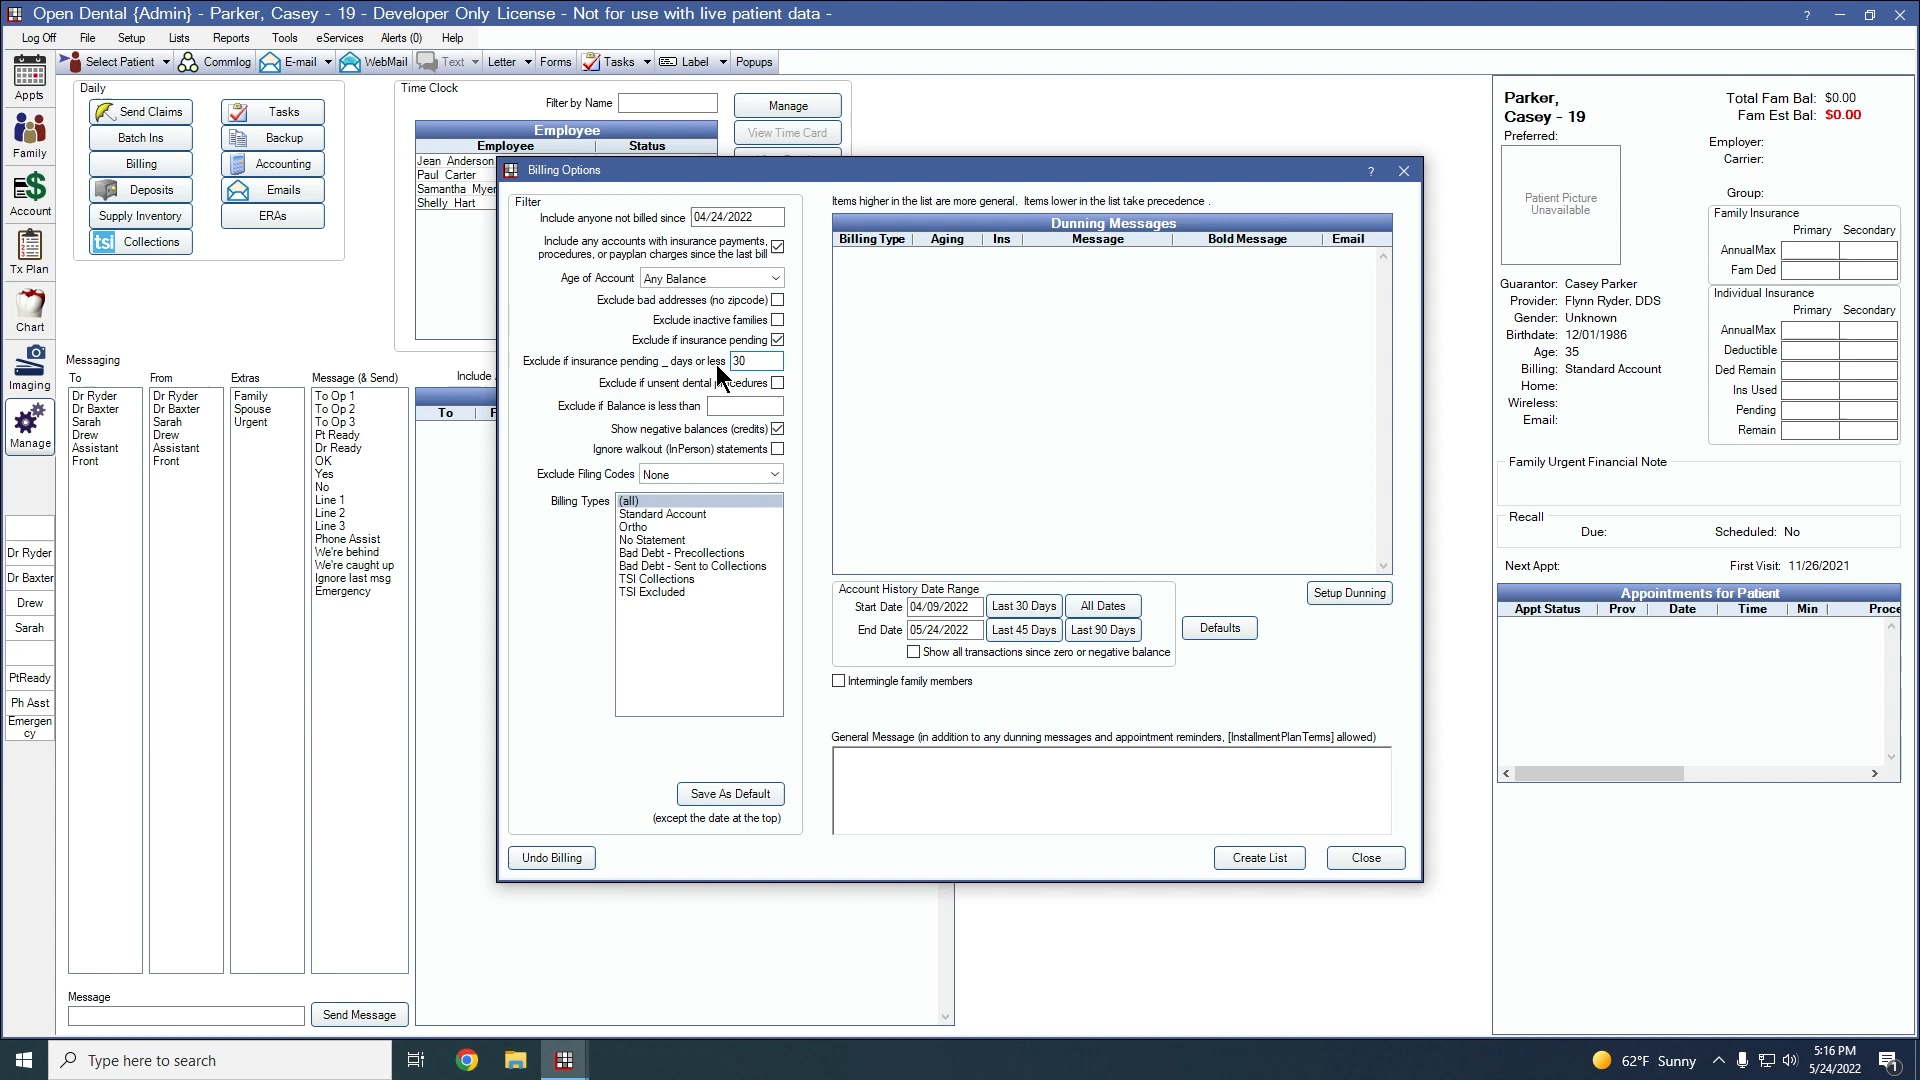 Open Dental {Admin} - Parker, Casey - 19 - Developer Only License - Not for use with live patient data -
?
Log Off File Setup Lists Reports Tools eServices Alerts (0) Help
Select Patient Commlog E-mail WebMail Text Letter Forms Tasks Label Popups
Appts
Family
Account
Tx Plan
Chart
Imaging
Manage
Dr Ryder
Dr Baxter
Drew
Sarah
PtReady
Ph Asst
Emergen
cy
Daily
Send Claims
Batch Ins
Billing
Deposits
Supply Inventory
tsi Collections
Tasks
Backup
Accounting
Emails
ERAs
Time Clock
Filter by Name
Manage
View Time Card
Employee
Employee Status
Jean Anderson
Paul Carter
Samantha Mye
Shelly Hart
Messaging
To
Dr Ryder
Dr Baxter
Sarah
Drew
Assistant
Front
From
Dr Ryder
Dr Baxter
Sarah
Drew
Assistant
Front
Extras
Family
Spouse
Urgent
Message (& Send)
To Op 1
To Op 2
To Op 3
Pt Ready
Dr Ready
OK
Yes
No
Line 1
Line 2
Line 3
Phone Assist
We're behind
We're caught up
Ignore last msg
Emergency
Include
To F
Message
Send Message
Billing Options
?
Filter
Include anyone not billed since 04/24/2022
Include any accounts with insurance payments,
procedures, or payplan charges since the last bill
Age of Account Any Balance
Exclude bad addresses (no zipcode)
Exclude inactive families
Exclude if insurance pending
Exclude if insurance pending _ days or less 30
Exclude if unsent dental procedures
Exclude if Balance is less than
Show negative balances (credits)
Ignore walkout (InPerson) statements
Exclude Filing Codes None
Billing Types (all)
Standard Account
Ortho
No Statement
Bad Debt - Precollections
Bad Debt - Sent to Collections
TSI Collections
TSI Excluded
Save As Default
(except the date at the top)
Undo Billing
Items higher in the list are more general. Items lower in the list take precedence .
Dunning Messages
Billing Type Aging Ins Message Bold Message Email
Account History Date Range
Start Date 04/09/2022 Last 30 Days All Dates
End Date 05/24/2022 Last 45 Days Last 90 Days
Show all transactions since zero or negative balance
Setup Dunning
Defaults
Intermingle family members
General Message (in addition to any dunning messages and appointment reminders, [InstallmentPlanTerms] allowed)
Create List Close
Parker,
Casey - 19
Preferred:
Patient Picture
Unavailable
Guarantor: Casey Parker
Provider: Flynn Ryder, DDS
Gender: Unknown
Birthdate: 12/01/1986
Age: 35
Billing: Standard Account
Home:
Wireless:
Email:
Total Fam Bal: $0.00
Fam Est Bal: $0.00
Employer:
Carrier:
Group:
Family Insurance
Primary Secondary
AnnualMax
Fam Ded
Individual Insurance
Primary Secondary
AnnualMax
Deductible
Ded Remain
Ins Used
Pending
Remain
Family Urgent Financial Note
Recall
Due: Scheduled: No
Next Appt: First Visit: 11/26/2021
Appointments for Patient
Appt Status Prov Date Time Min Proce
Type here to search
62°F Sunny
5:16 PM
5/24/2022
1